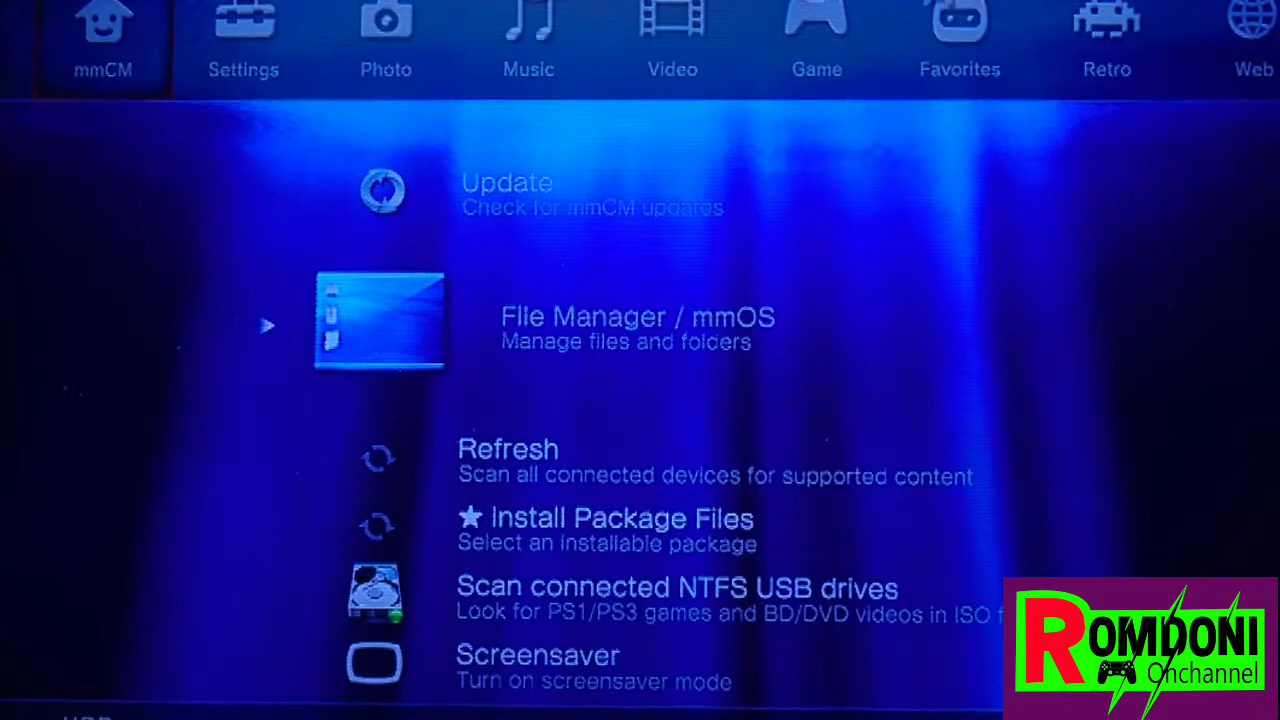 mmCM
Settings
Photo
Music
Video
Game
Favorites
Retro
Web
Update
Check for mmCM updates
File Manager / mmOS
Manage files and folders
Refresh
Scan all connected devices for supported content
★ Install Package Files
Select an installable package
Scan connected NTFS USB drives
Look for PS1/PS3 games and BD/DVD videos in ISO
Screensaver
Turn on screensaver mode
ROMDONI
Onchannel